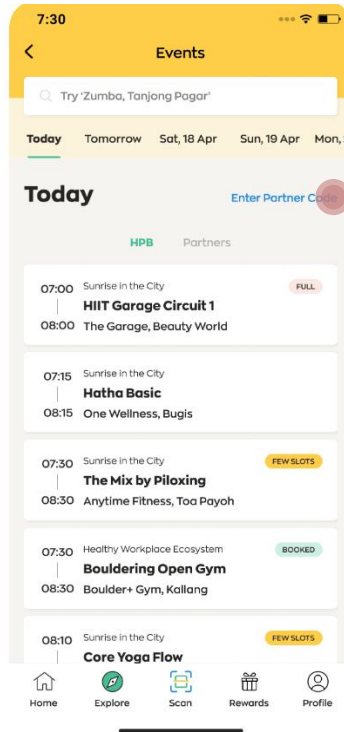 7:30
Events
Try 'Zumba, Tanjong Pagar'
Today Tomorrow Sat, 18 Apr Sun, 19 Apr Mon,
Today
Enter Partner Code
HPB Partners
07:00 Sunrise in the City FULL
HIIT Garage Circuit 1
08:00 The Garage, Beauty World
07:15 Sunrise in the City
Hatha Basic
08:15 One Wellness, Bugis
07:30 Sunrise in the City FEW SLOTS
The Mix by Piloxing
08:30 Anytime Fitness, Toa Payoh
07:30 Healthy Workplace Ecosystem BOOKED
Bouldering Open Gym
08:30 Boulder+ Gym, Kallang
08:10 Sunrise in the City FEW SLOTS
Core Yoga Flow
Home Explore Scan Rewards Profile